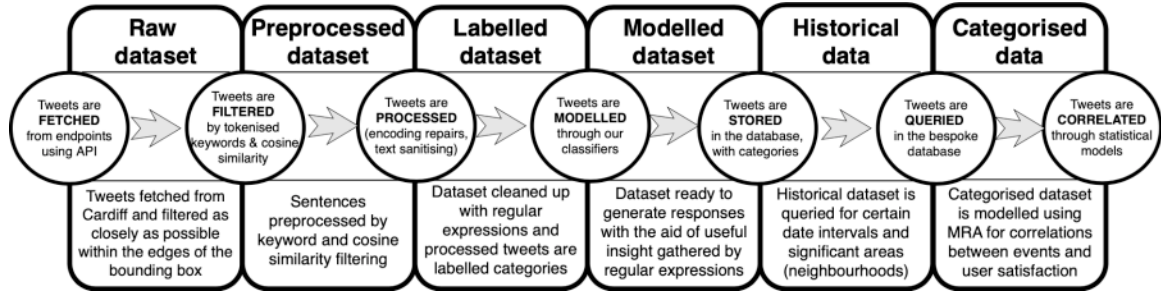 Raw
dataset
Preprocessed
dataset
Labelled
dataset
Modelled
dataset
Historical
data
Categorised
data
Tweets are
FETCHED
from endpoints
using API
Tweets are
FILTERED
by tokenised
keywords & cosine
similarity
Tweets are
PROCESSED
(encoding repairs,
text sanitising)
Tweets are
MODELLED
through our
classifiers
Tweets are
STORED
in the database,
with categories
Tweets are
QUERIED
in the bespoke
database
Tweets are
CORRELATED
through statistical
models
Tweets fetched from
Cardiff and filtered as
closely as possible
within the edges of the
bounding box
Sentences
preprocessed by
keyword and cosine
similarity filtering
Dataset cleaned up
with regular
expressions and
processed tweets are
labelled categories
Dataset ready to
generate responses
with the aid of useful
insight gathered by
regular expressions
Historical dataset is
queried for certain
date intervals and
significant areas
(neighbourhoods)
Categorised dataset
is modelled using
MRA for correlations
between events and
user satisfaction